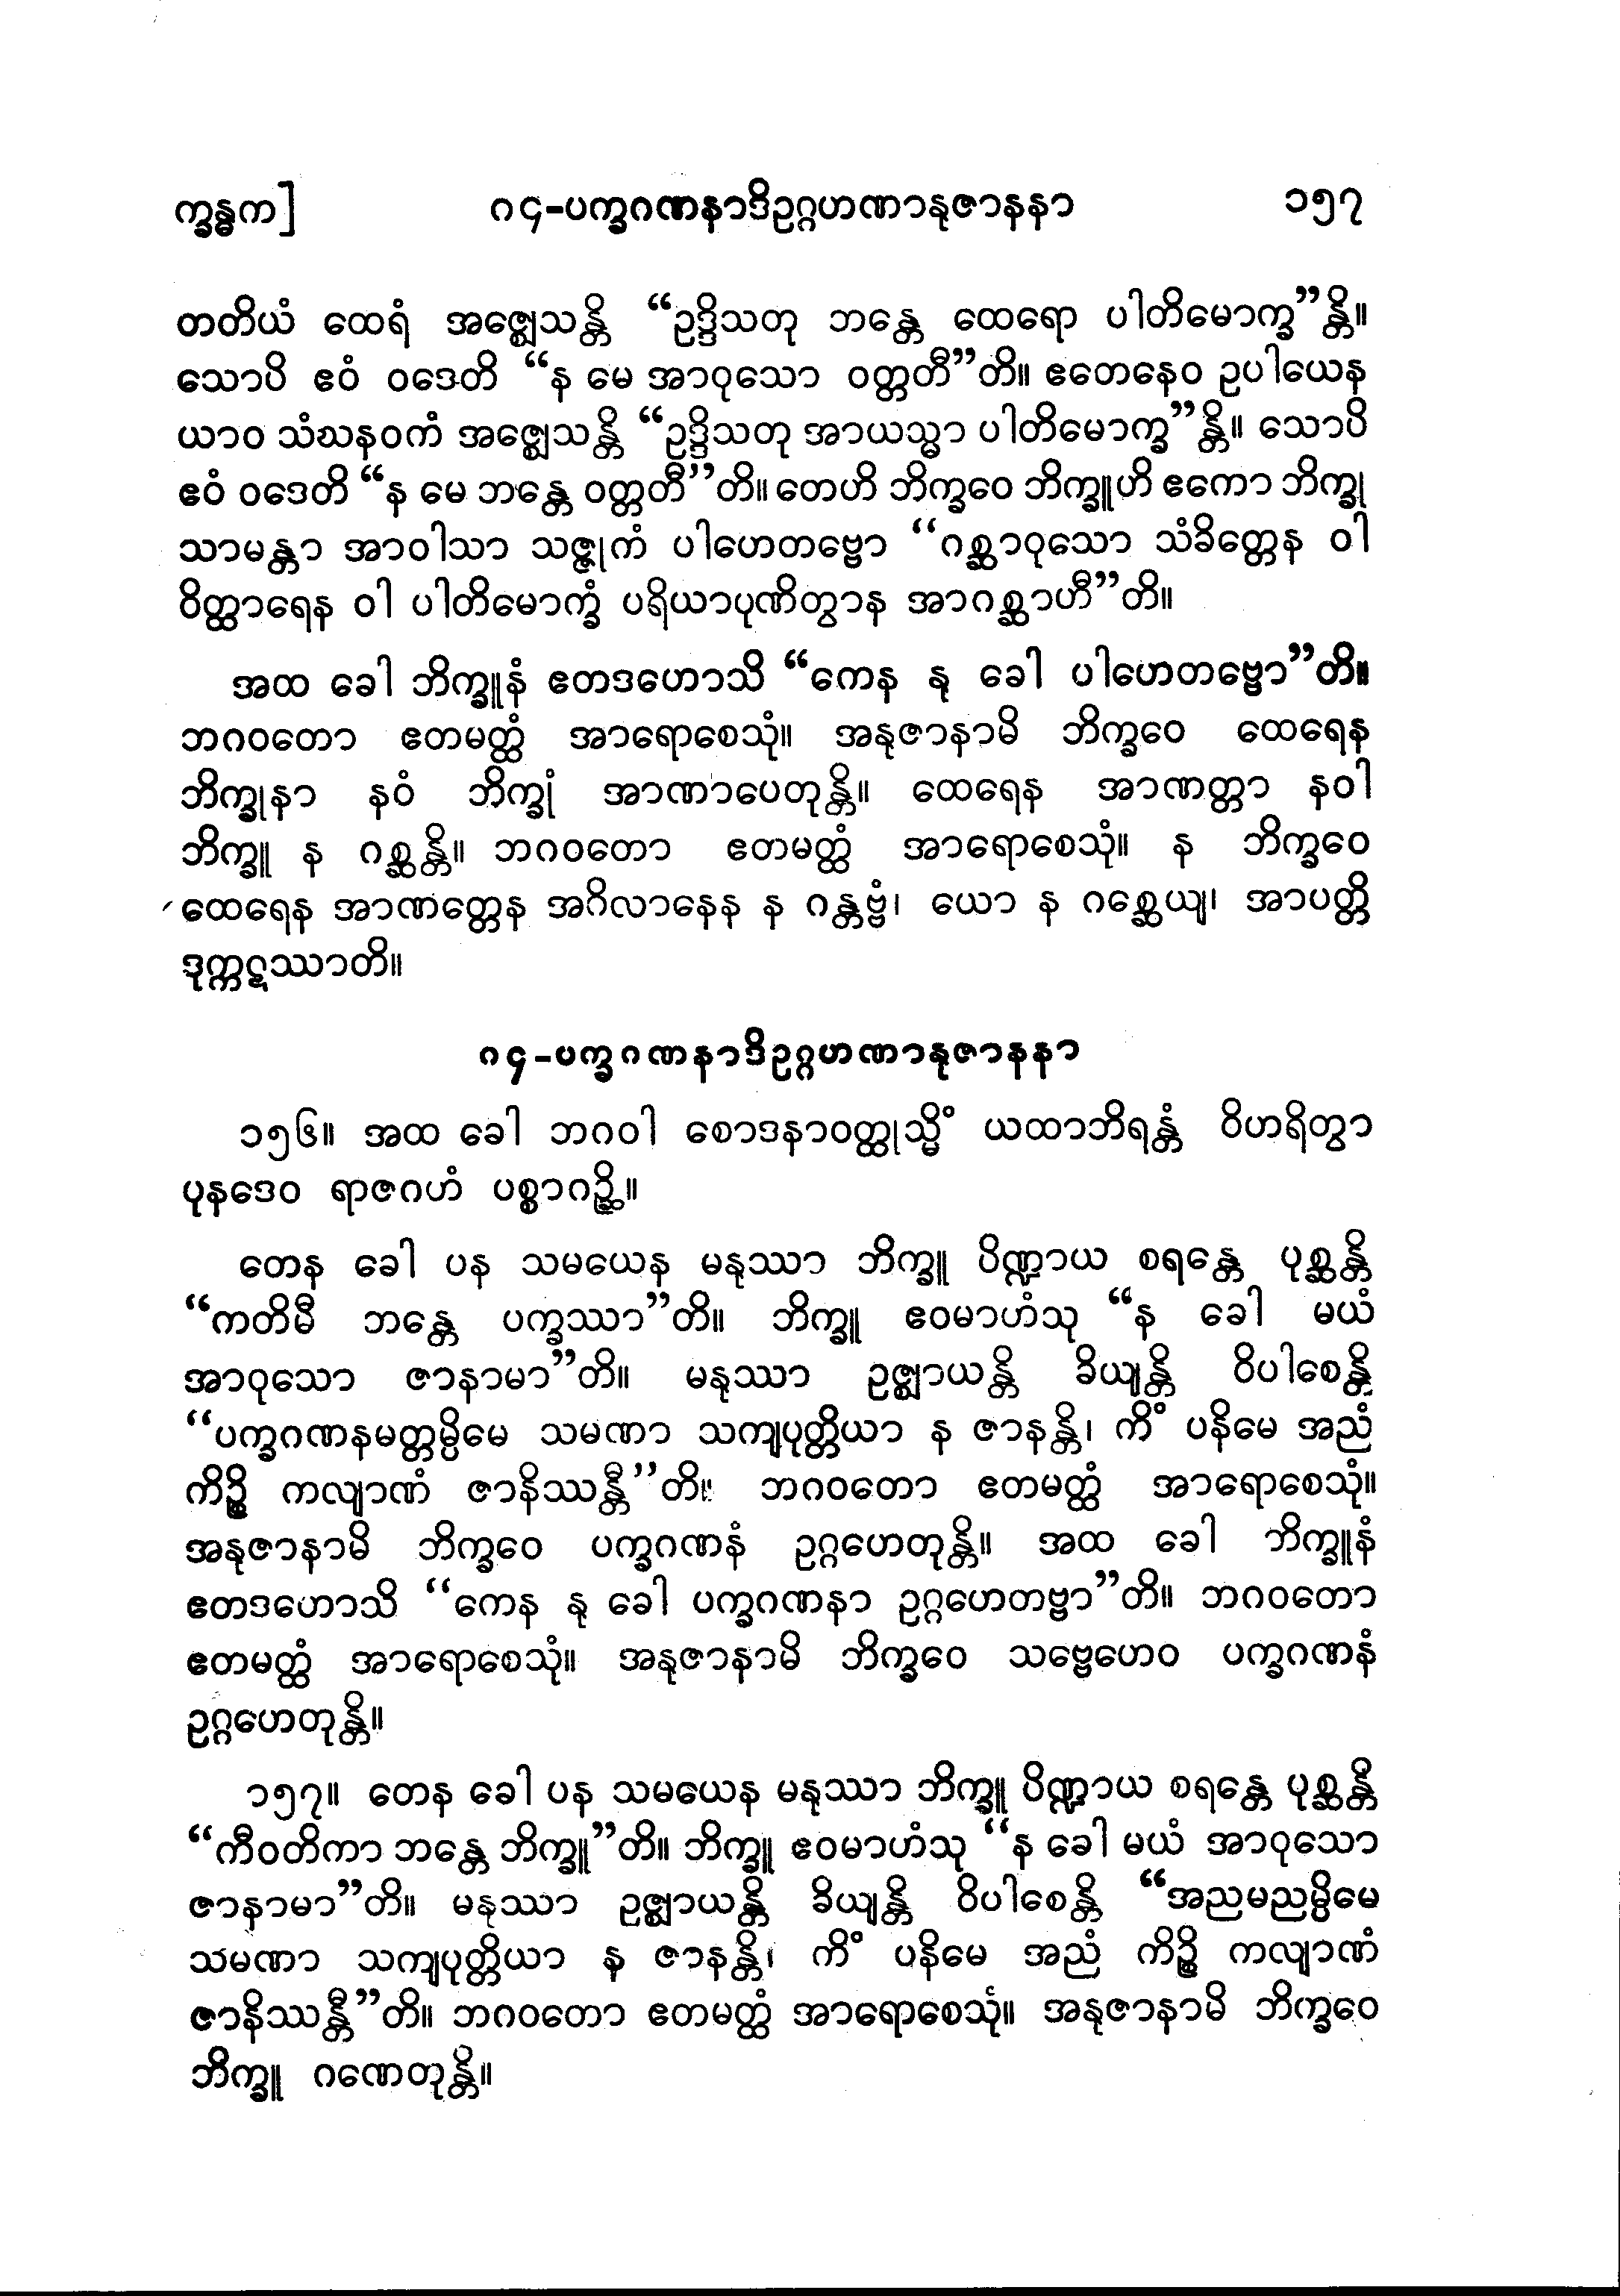 က္ခန္ဓက]
ဂ၄-ပက္ခဂဏနာဒိဥဂ္ဂဟဏာနုဇာနနာ
၁၅၇
တတိယံ ထေရံ အဇ္ဈေသန္တိ “ဥဒ္ဒိသတု ဘန္တေ ထေရော ပါတိမောက္ခ”န္တိ။
သောပိ ဧဝံ ဝဒေတိ “န မေ အာဝုသော ဝတ္တတီ”တိ။ ဧတေနေဝ ဥပါယေန
ယာဝ သံဃနဝကံ အဇ္ဈေသန္တိ “ဥဒ္ဒိသတု အာယသ္မာ ပါတိမောက္ခ”န္တိ။ သောပိ
ဧဝံ ဝဒေတိ “န မေ ဘန္တေ ဝတ္တတီ”တိ။ တေဟိ ဘိက္ခဝေ ဘိက္ခူဟိ ဧကော ဘိက္ခု
သာမန္တာ အာဝါသာ သဇ္ဇုကံ ပါဟေတဗ္ဗော “ဂစ္ဆာဝုသော သံခိတ္တေန ဝါ
ဝိတ္ထာရေန ဝါ ပါတိမောက္ခံ ပရိယာပုဏိတွာန အာဂစ္ဆာဟီ”တိ။
အထ ခေါ ဘိက္ခူနံ ဧတဒဟောသိ “ကေန နု ခေါ ပါဟေတဗ္ဗော”တိ။
ဘဂဝတော ဧတမတ္ထံ အာရောစေသုံ။ အနုဇာနာမိ ဘိက္ခဝေ ထေရေန
ဘိက္ခုနာ နဝံ ဘိက္ခုံ အာဏာပေတုန္တိ။ ထေရေန အာဏတ္တာ နဝါ
ဘိက္ခူ န ဂစ္ဆန္တိ။ ဘဂဝတော ဧတမတ္ထံ အာရောစေသုံ။ န ဘိက္ခဝေ
ထေရေန အာဏတ္တေန အဂိလာနေန န ဂန္တဗ္ဗံ၊ ယော န ဂစ္ဆေယျ၊ အာပတ္တိ
ဒုက္ကဋဿာတိ။
ဂ၄-ပက္ခဂဏနာဒိဥဂ္ဂဟဏာနုဇာနနာ
၁၅၆။ အထ ခေါ ဘဂဝါ စောဒနာဝတ္ထုသ္မိံ ယထာဘိရန္တံ ဝိဟရိတွာ
ပုနဒေဝ ရာဇဂဟံ ပစ္စာဂဉ္ဆိ။
တေန ခေါ ပန သမယေန မနုဿာ ဘိက္ခူ ပိဏ္ဍာယ စရန္တေ ပုစ္ဆန္တိ
“ကတိမီ ဘန္တေ ပက္ခဿာ”တိ။ ဘိက္ခူ ဧဝမာဟံသု “န ခေါ မယံ
အာဝုသော ဇာနာမာ”တိ။ မနုဿာ ဥဇ္ဈာယန္တိ ခိယျန္တိ ဝိပါစေန္တိ
“ပက္ခဂဏနမတ္တမ္ပိမေ သမဏာ သကျပုတ္တိယာ န ဇာနန္တိ၊ ကိံ ပနိမေ အညံ
ကိဉ္စိ ကလျာဏံ ဇာနိဿန္တီ”တိ။ ဘဂဝတော ဧတမတ္ထံ အာရောစေသုံ။
အနုဇာနာမိ ဘိက္ခဝေ ပက္ခဂဏနံ ဥဂ္ဂဟေတုန္တိ။ အထ ခေါ ဘိက္ခူနံ
ဧတဒဟောသိ “ကေန နု ခေါ ပက္ခဂဏနာ ဥဂ္ဂဟေတဗ္ဗာ”တိ။ ဘဂဝတော
ဧတမတ္ထံ အာရောစေသုံ။ အနုဇာနာမိ ဘိက္ခဝေ သဗ္ဗေဟေဝ ပက္ခဂဏနံ
ဥဂ္ဂဟေတုန္တိ။
၁၅၇။ တေန ခေါ ပန သမယေန မနုဿာ ဘိက္ခူ ပိဏ္ဍာယ စရန္တေ ပုစ္ဆန္တိ
“ကီဝတိကာ ဘန္တေ ဘိက္ခူ”တိ။ ဘိက္ခူ ဧဝမာဟံသု “န ခေါ မယံ အာဝုသော
ဇာနာမာ”တိ။ မနုဿာ ဥဇ္ဈာယန္တိ ခိယျန္တိ ဝိပါစေန္တိ “အညမညမ္ပိမေ
သမဏာ သကျပုတ္တိယာ န ဇာနန္တိ၊ ကိံ ပနိမေ အညံ ကိဉ္စိ ကလျာဏံ
ဇာနိဿန္တီ”တိ။ ဘဂဝတော ဧတမတ္ထံ အာရောစေသုံ။ အနုဇာနာမိ ဘိက္ခဝေ
ဘိက္ခူ ဂဏေတုန္တိ။